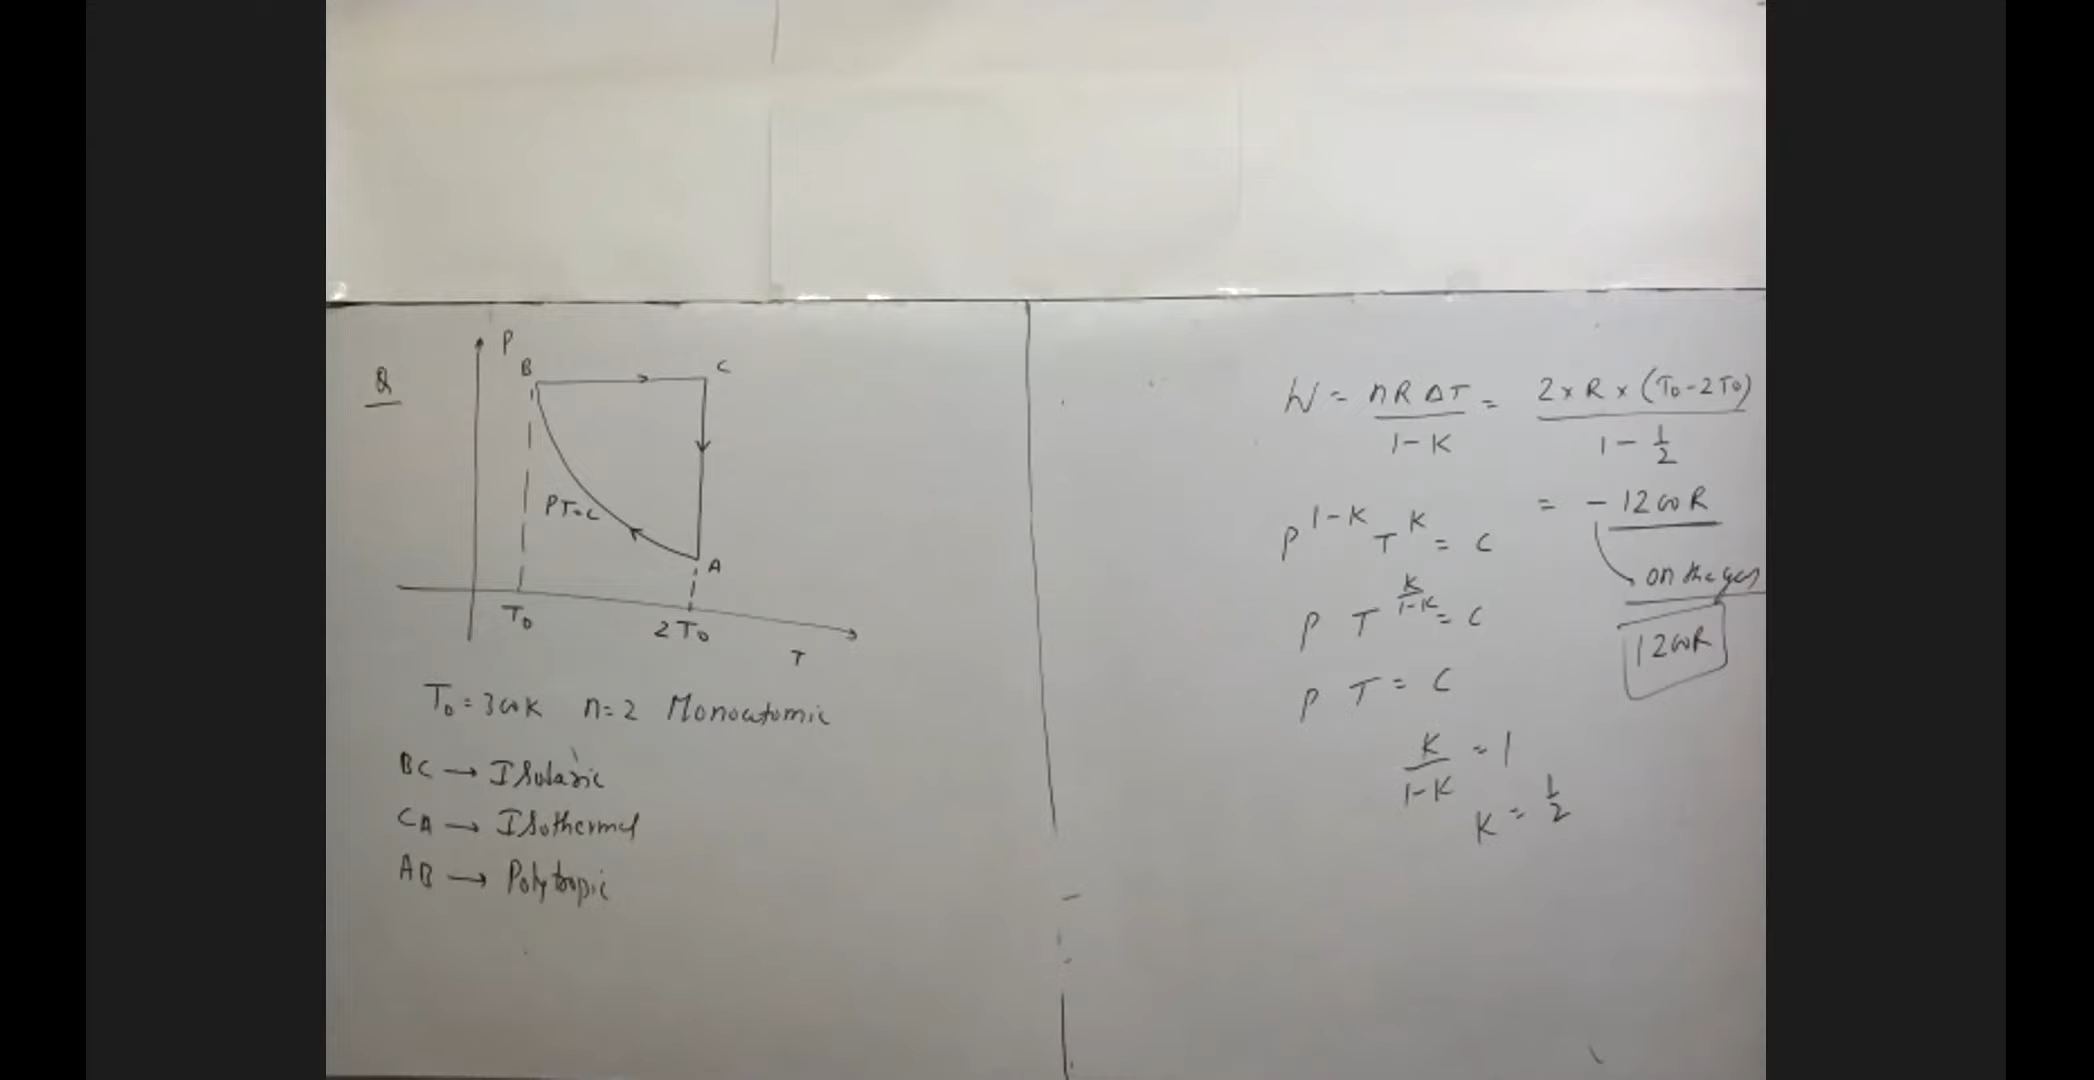 Q
P
B C
PT=C
A
T₀ 2T₀
T
T₀ = 300K n=2 Monoatomic
BC → Isobaric
CA → Isothermal
AB → Polytropic
W = nRΔT / 1-K = 2×R×(T₀-2T₀) / 1-1/2
= -1200R
on the gas
1200R
P^1-K T^K = C
P T^K/1-K = C
P T = C
K/1-K = 1
K = 1/2